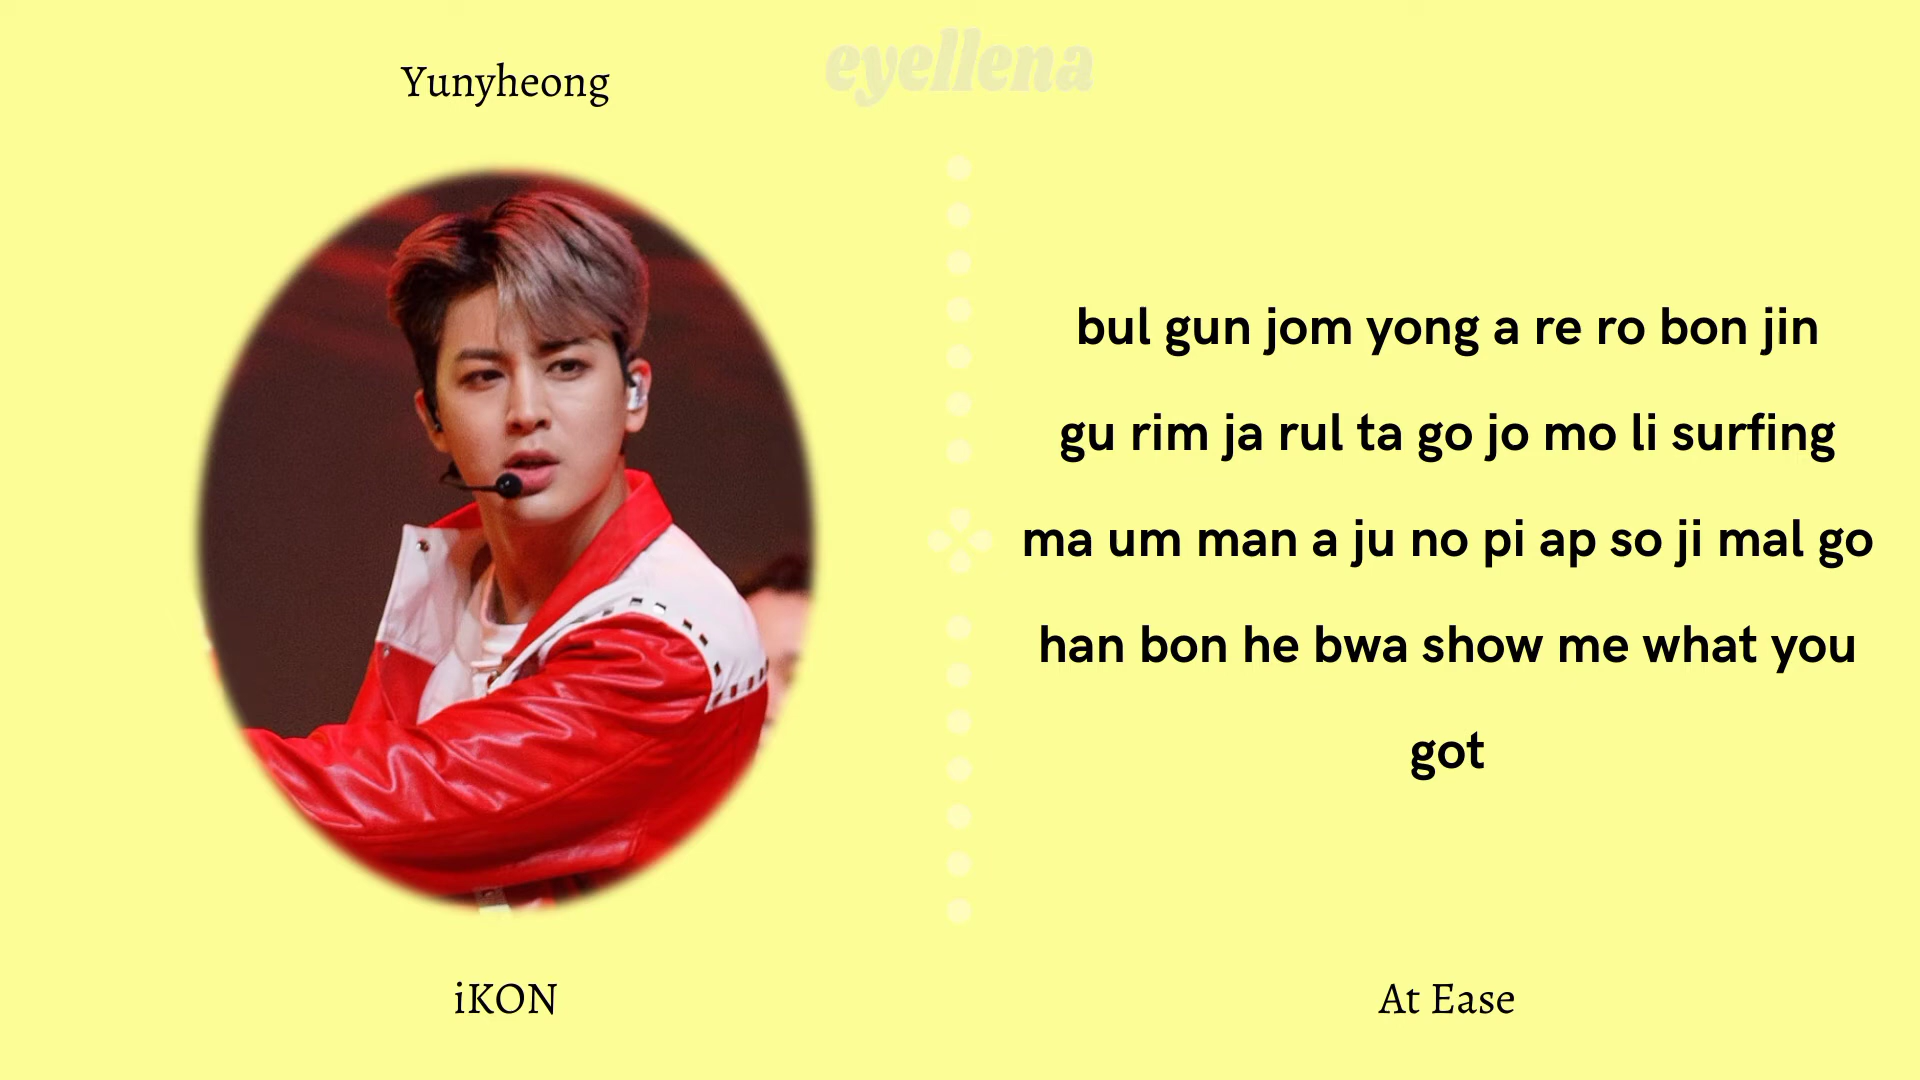 eyellena
Yunyheong
bul gun jom yong a re ro bon jin
gu rim ja rul ta go jo mo li surfing
ma um man a ju no pi ap so ji mal go
han bon he bwa show me what you
got
iKON
At Ease